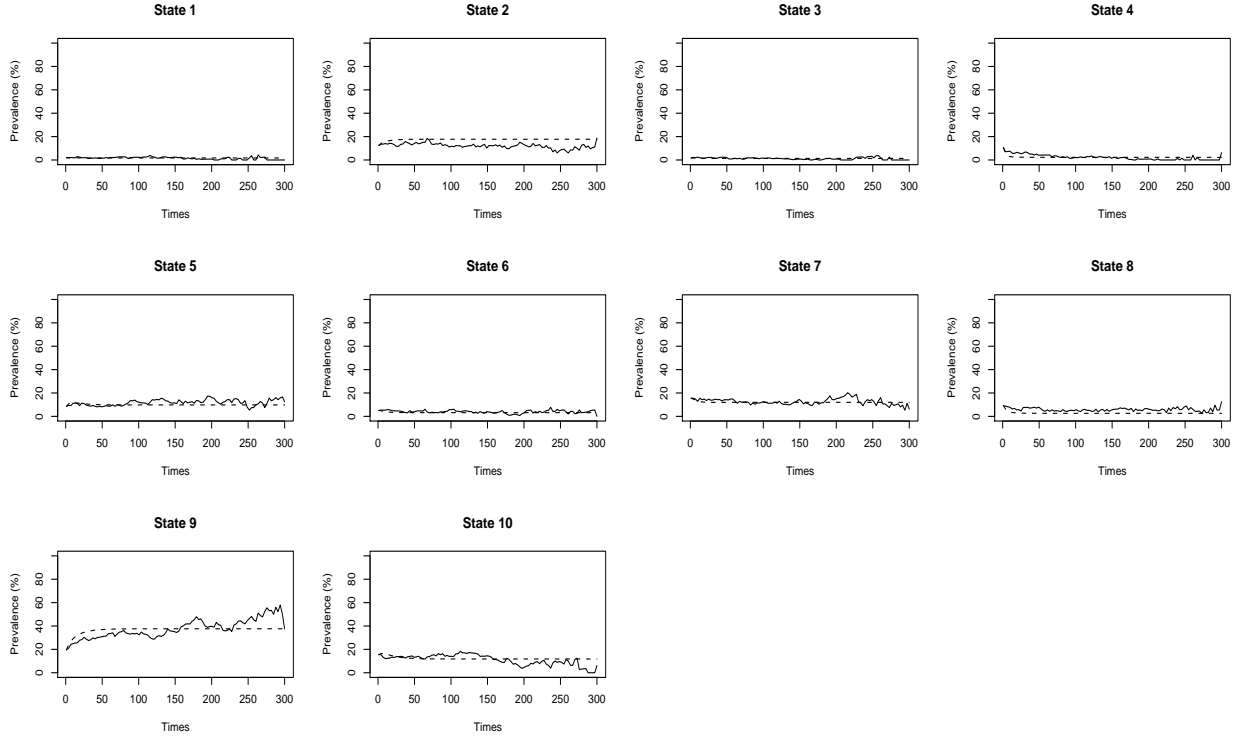 State 1
State 2
State 3
State 4
Prevalence (%)
0 20 40 60 80
0 50 100 150 200 250 300
Times
Prevalence (%)
0 20 40 60 80
0 50 100 150 200 250 300
Times
Prevalence (%)
0 20 40 60 80
0 50 100 150 200 250 300
Times
Prevalence (%)
0 20 40 60 80
0 50 100 150 200 250 300
Times
State 5
State 6
State 7
State 8
Prevalence (%)
0 20 40 60 80
0 50 100 150 200 250 300
Times
Prevalence (%)
0 20 40 60 80
0 50 100 150 200 250 300
Times
Prevalence (%)
0 20 40 60 80
0 50 100 150 200 250 300
Times
Prevalence (%)
0 20 40 60 80
0 50 100 150 200 250 300
Times
State 9
State 10
Prevalence (%)
0 20 40 60 80
0 50 100 150 200 250 300
Times
Prevalence (%)
0 20 40 60 80
0 50 100 150 200 250 300
Times